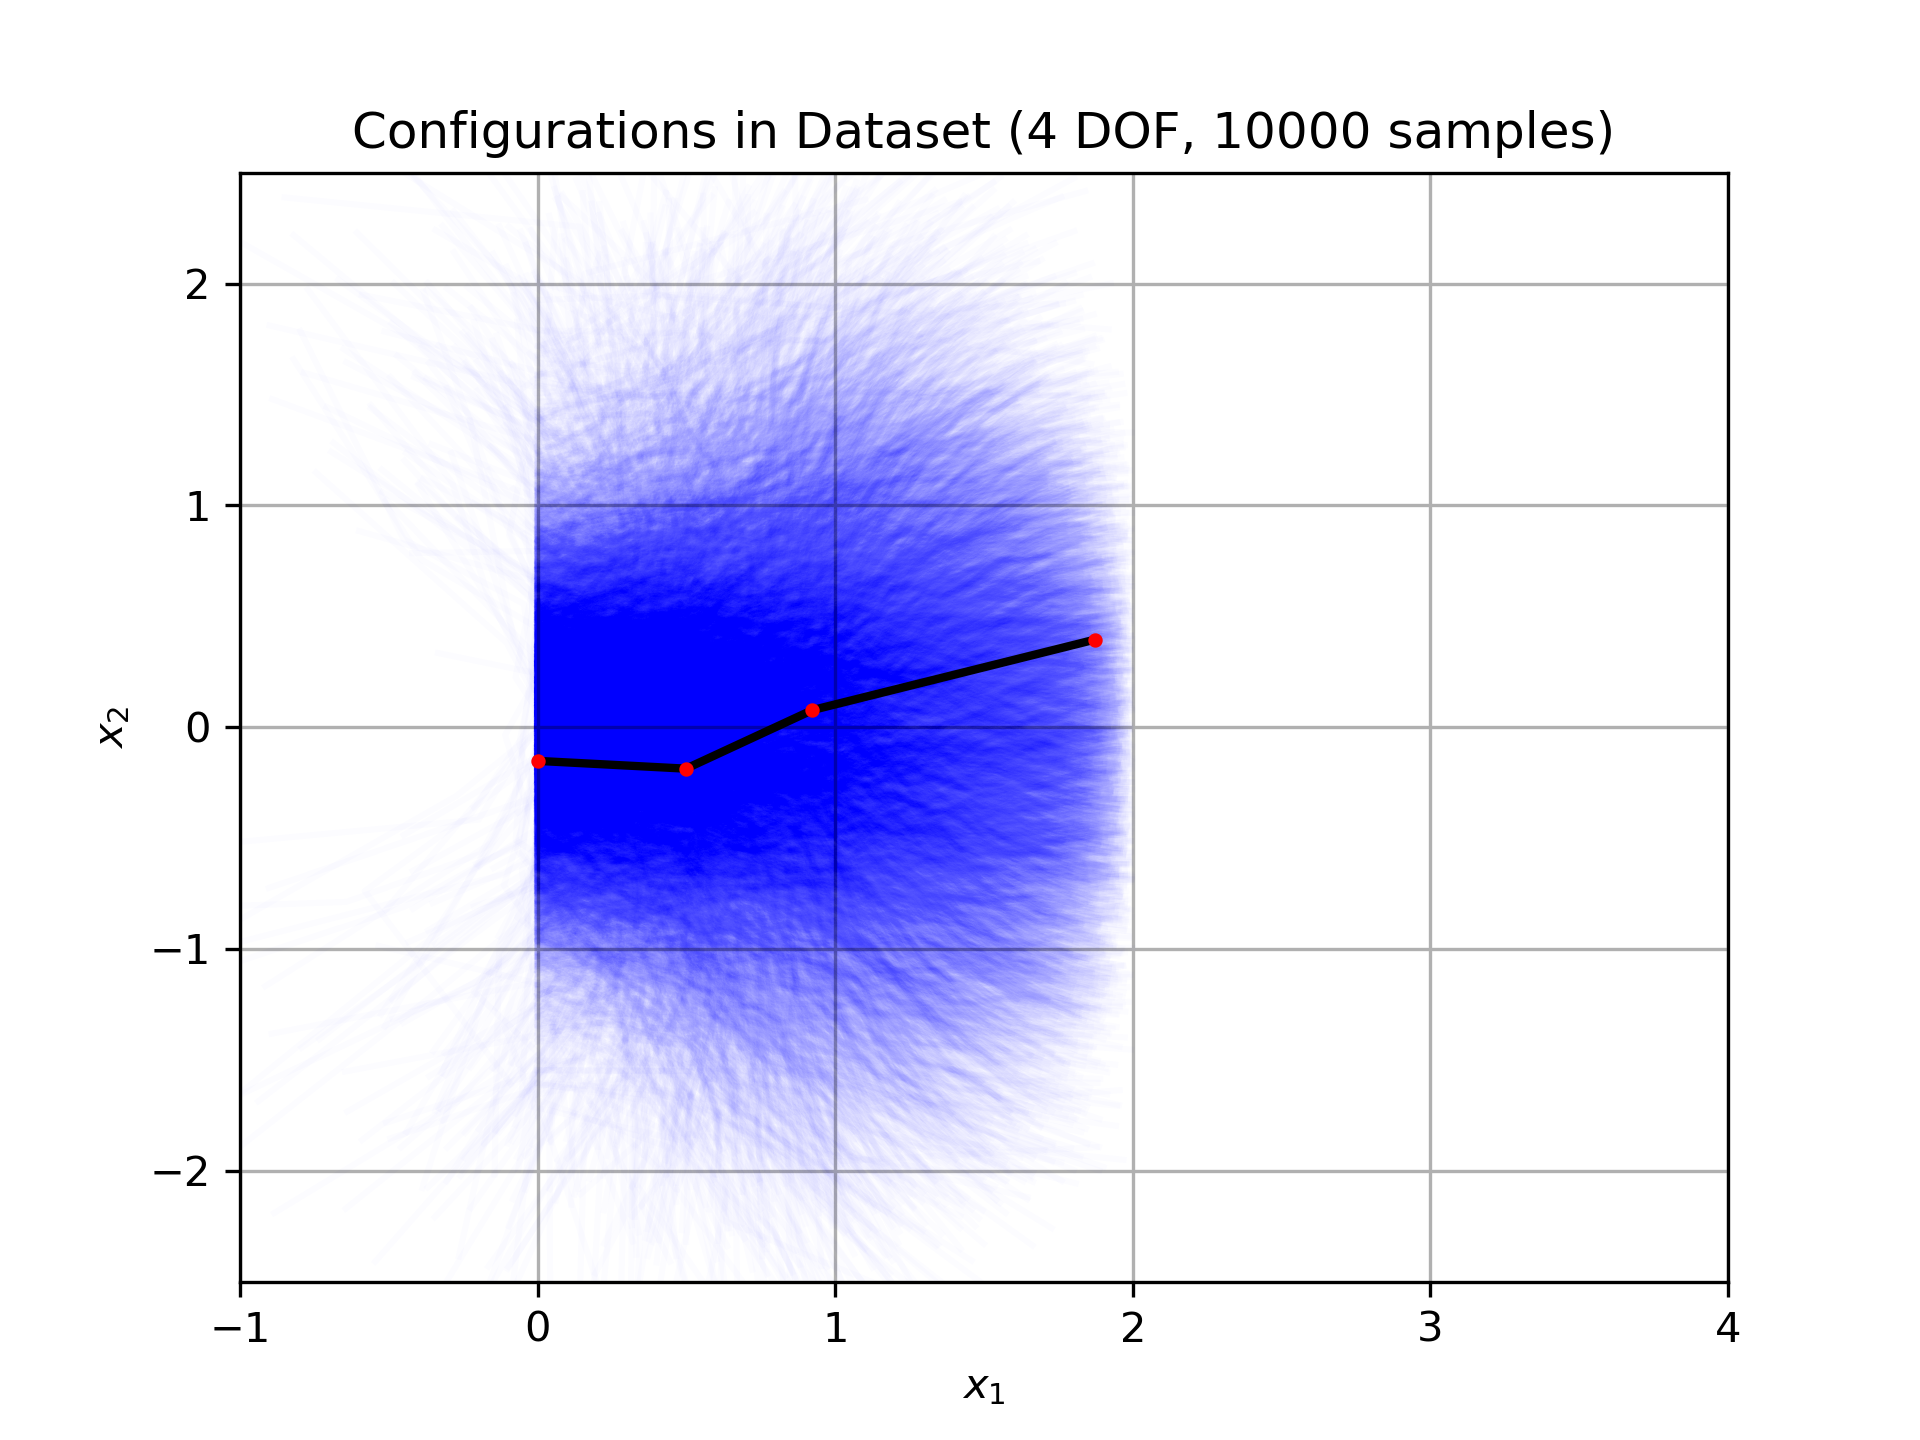 Configurations in Dataset (4 DOF, 10000 samples)
2
1
0
−1
−2
x₂
−1 0 1 2 3 4
x₁